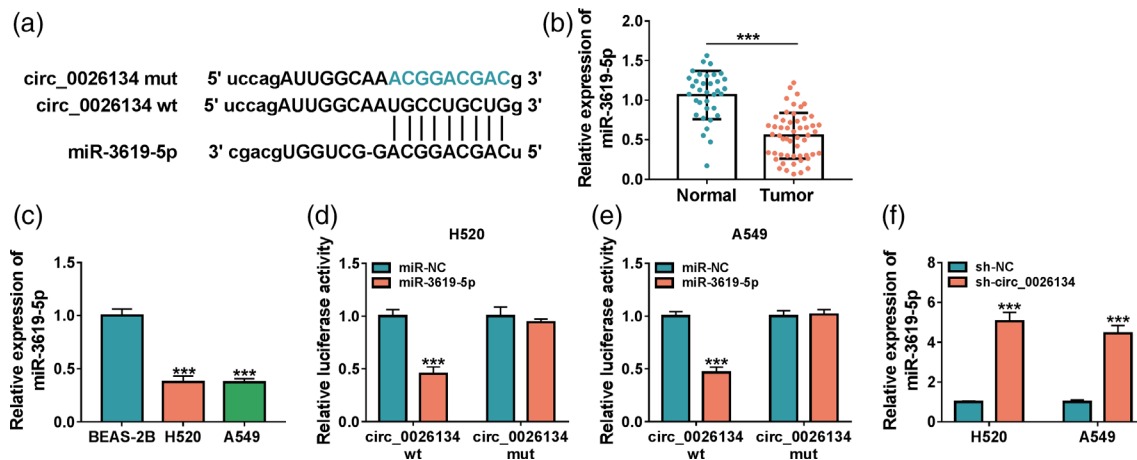 (a)
circ_0026134 mut 5' uccagAUUGGCAAACGGACGACg 3'
circ_0026134 wt 5' uccagAUUGGCAAUGCCUGCUGg 3'
miR-3619-5p 3' cgacgUGGUCG-GACGGACGACu 5'
(b)
Relative expression of
miR-3619-5p
2.0
1.5
1.0
0.5
0.0
***
Normal Tumor
(c)
Relative expression of
miR-3619-5p
1.5
1.0
0.5
0.0
*** ***
BEAS-2B H520 A549
(d)
H520
Relative luciferase activity
1.5
1.0
0.5
0.0
miR-NC
miR-3619-5p
***
circ_0026134 circ_0026134
wt mut
(e)
A549
Relative luciferase activity
1.5
1.0
0.5
0.0
miR-NC
miR-3619-5p
***
circ_0026134 circ_0026134
wt mut
(f)
Relative expression of
miR-3619-5p
8
6
4
2
0
sh-NC
sh-circ_0026134
*** ***
H520 A549